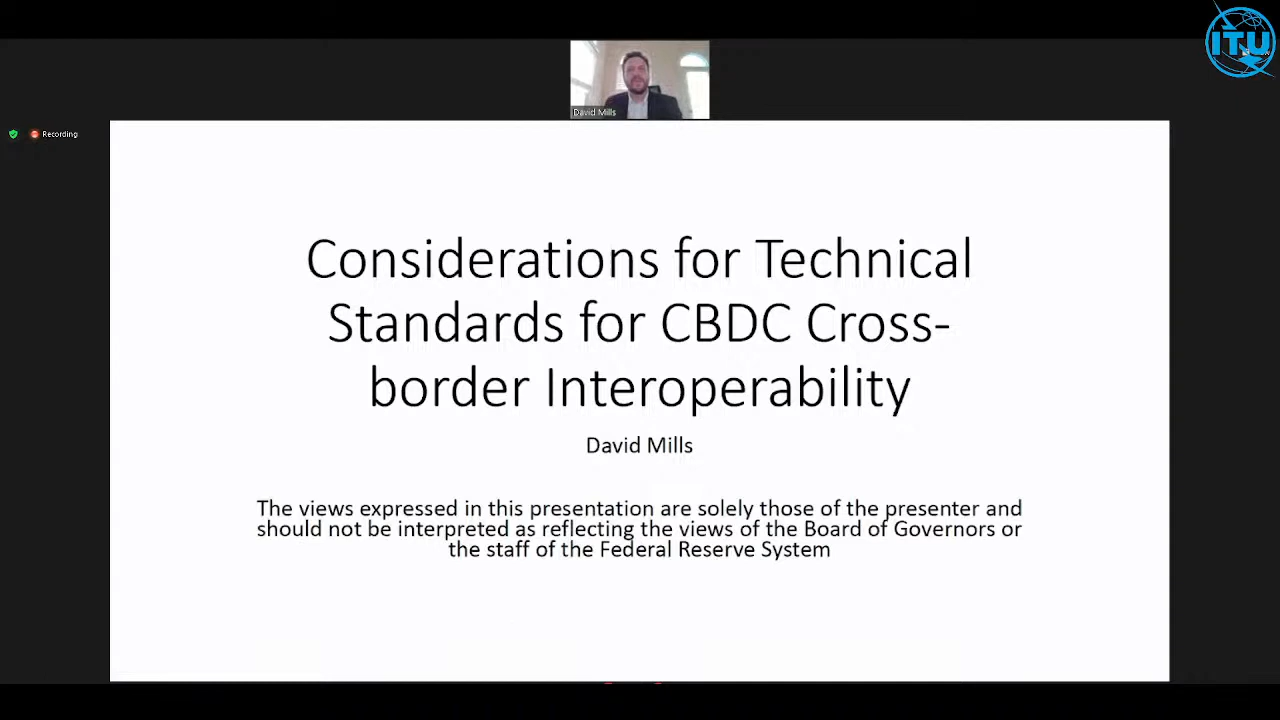 ITU
David Mills
Recording
Considerations for Technical
Standards for CBDC Cross-
border Interoperability
David Mills
The views expressed in this presentation are solely those of the presenter and
should not be interpreted as reflecting the views of the Board of Governors or
the staff of the Federal Reserve System